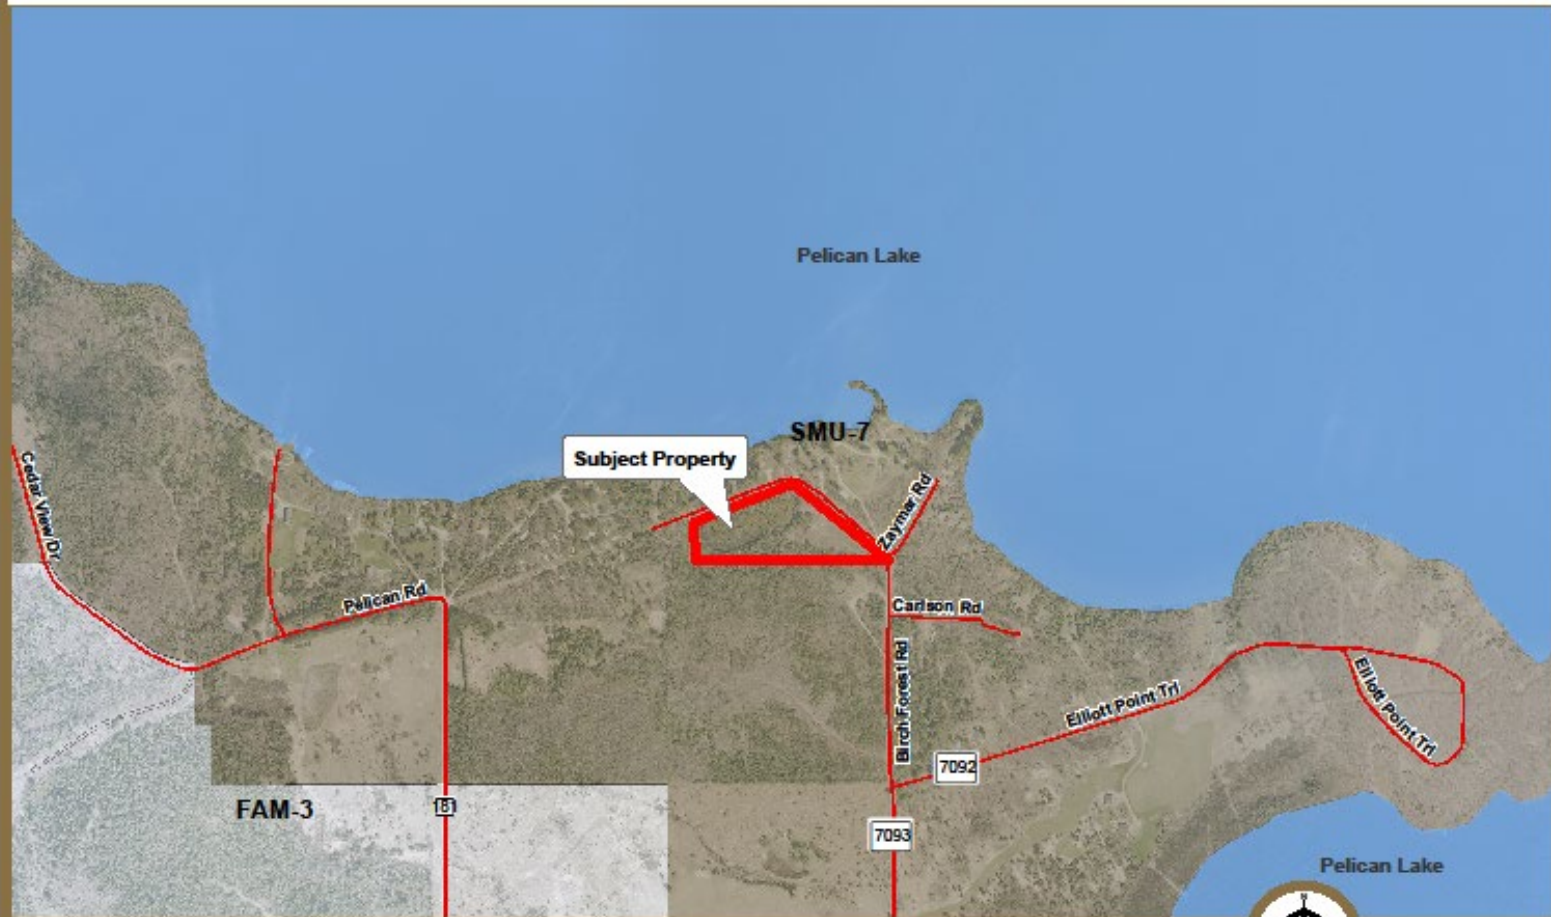 Pelican Lake
SMU-7
Subject Property
Cedar View Dr
Zaymar Rd
Pelican Rd
Carlson Rd
Birch Forest Rd
Elliott Point Trl
Elliott Point Trl
7092
FAM-3
181
7093
Pelican Lake
N